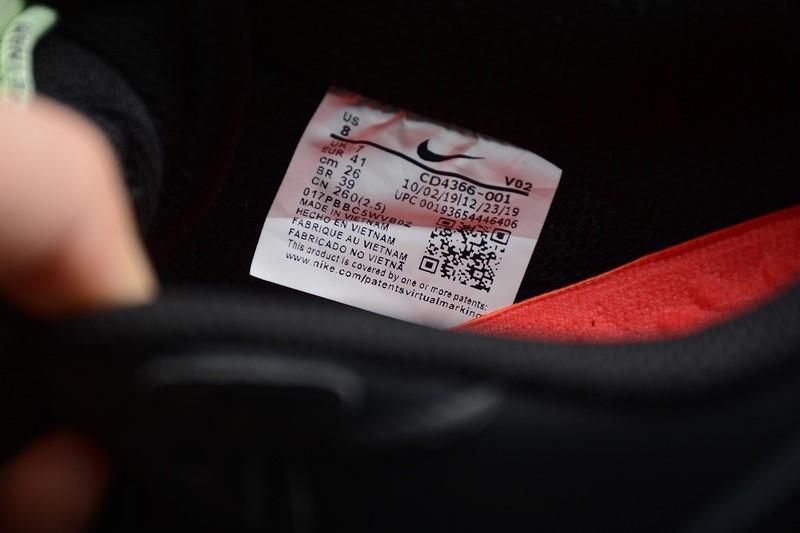 US 8
UK 7
EUR 41
cm 26
BR 39
CN 260(2.5)
V02
CD4366-001
10/02/19|12/23/19
UPC 00193654446406
017PBBC5WVB0Z
MADE IN VIETNAM
HECHO EN VIETNAM
FABRIQUE AU VIETNAM
FABRICADO NO VIETNÃ
This product is covered by one or more patents:
www.nike.com/patentsvirtualmarking